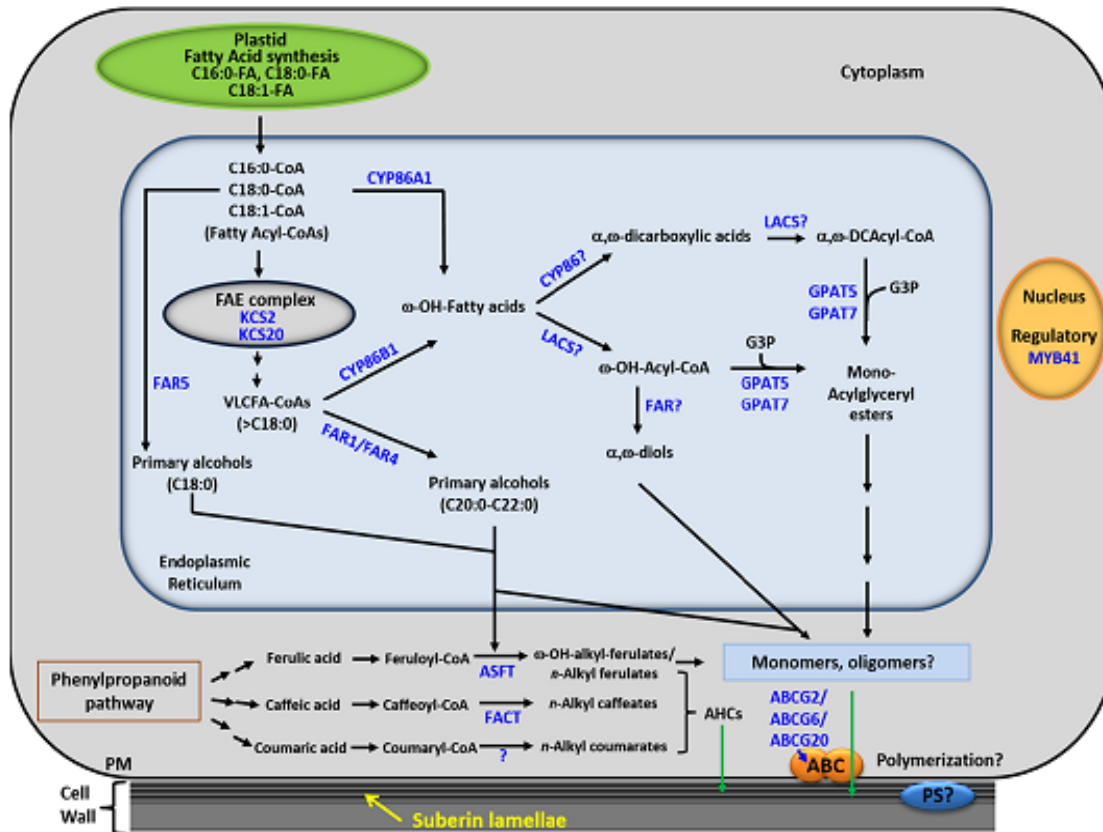 Plastid
Fatty Acid synthesis
C16:0-FA, C18:0-FA
C18:1-FA
Cytoplasm
C16:0-CoA
C18:0-CoA
C18:1-CoA
(Fatty Acyl-CoAs)
CYP86A1
FAE complex
KCS2
KCS20
FAR5
VLCFA-CoAs
(>C18:0)
CYP86B1
FAR1/FAR4
Primary alcohols
(C18:0)
Primary alcohols
(C20:0-C22:0)
ω-OH-Fatty acids
CYP86?
LACS?
α,ω-dicarboxylic acids
LACS?
α,ω-DCAcyl-CoA
GPAT5
GPAT7
G3P
ω-OH-Acyl-CoA
G3P
GPAT5
GPAT7
Mono-
Acylglyceryl
esters
FAR?
α,ω-diols
Nucleus
Regulatory
MYB41
Endoplasmic
Reticulum
Phenylpropanoid
pathway
Ferulic acid
Feruloyl-CoA
ASFT
ω-OH-alkyl-ferulates/
n-Alkyl ferulates
Caffeic acid
Caffeoyl-CoA
FACT
n-Alkyl caffeates
Coumaric acid
Coumaryl-CoA
?
n-Alkyl coumarates
AHCs
Monomers, oligomers?
ABCG2/
ABCG6/
ABCG20
ABC
Polymerization?
PS?
PM
Cell
Wall
Suberin lamellae